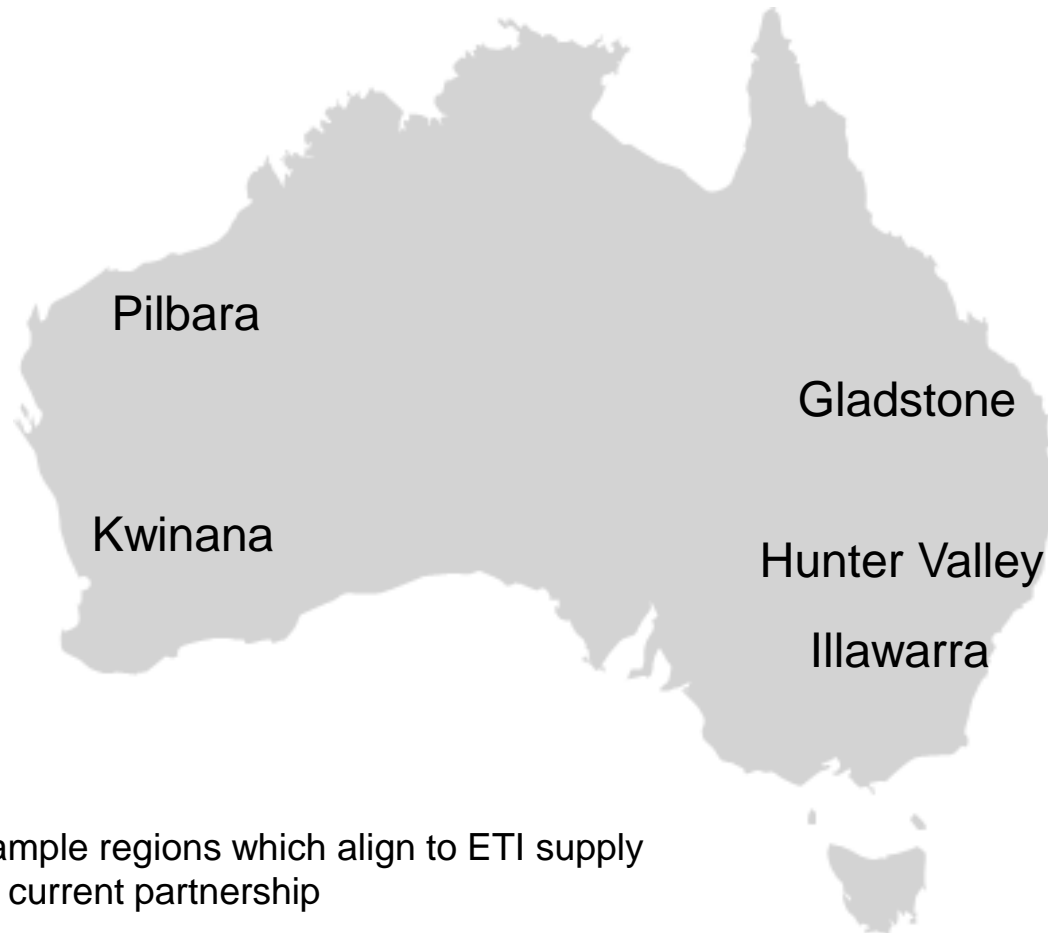 Pilbara
Gladstone
Kwinana
Hunter Valley
Illawarra
ample regions which align to ETI supply
current partnership